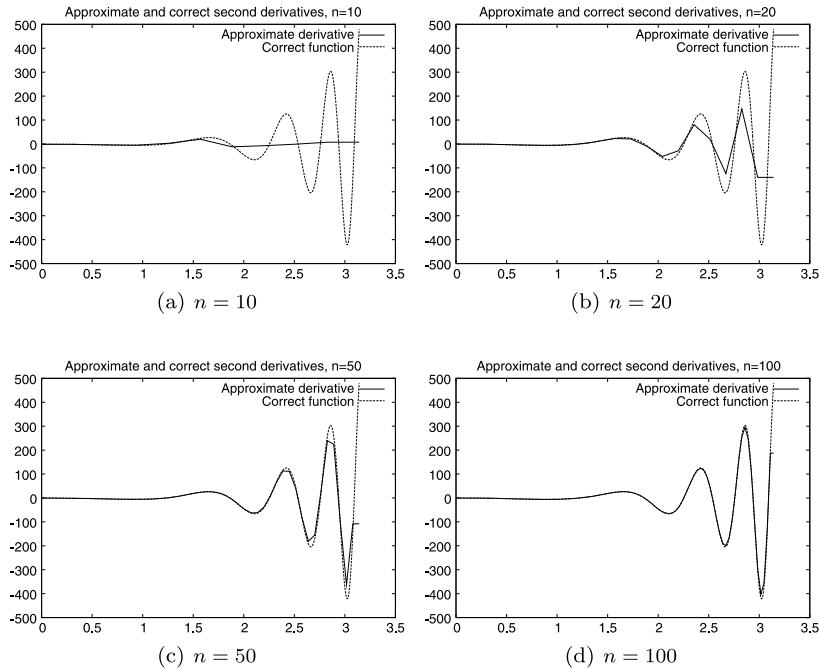 Approximate and correct second derivatives, n=10
Approximate derivative
Correct function
500
400
300
200
100
0
-100
-200
-300
-400
-500
0 0.5 1 1.5 2 2.5 3 3.5
(a) n = 10
Approximate and correct second derivatives, n=20
Approximate derivative
Correct function
500
400
300
200
100
0
-100
-200
-300
-400
-500
0 0.5 1 1.5 2 2.5 3 3.5
(b) n = 20
Approximate and correct second derivatives, n=50
Approximate derivative
Correct function
500
400
300
200
100
0
-100
-200
-300
-400
-500
0 0.5 1 1.5 2 2.5 3 3.5
(c) n = 50
Approximate and correct second derivatives, n=100
Approximate derivative
Correct function
500
400
300
200
100
0
-100
-200
-300
-400
-500
0 0.5 1 1.5 2 2.5 3 3.5
(d) n = 100